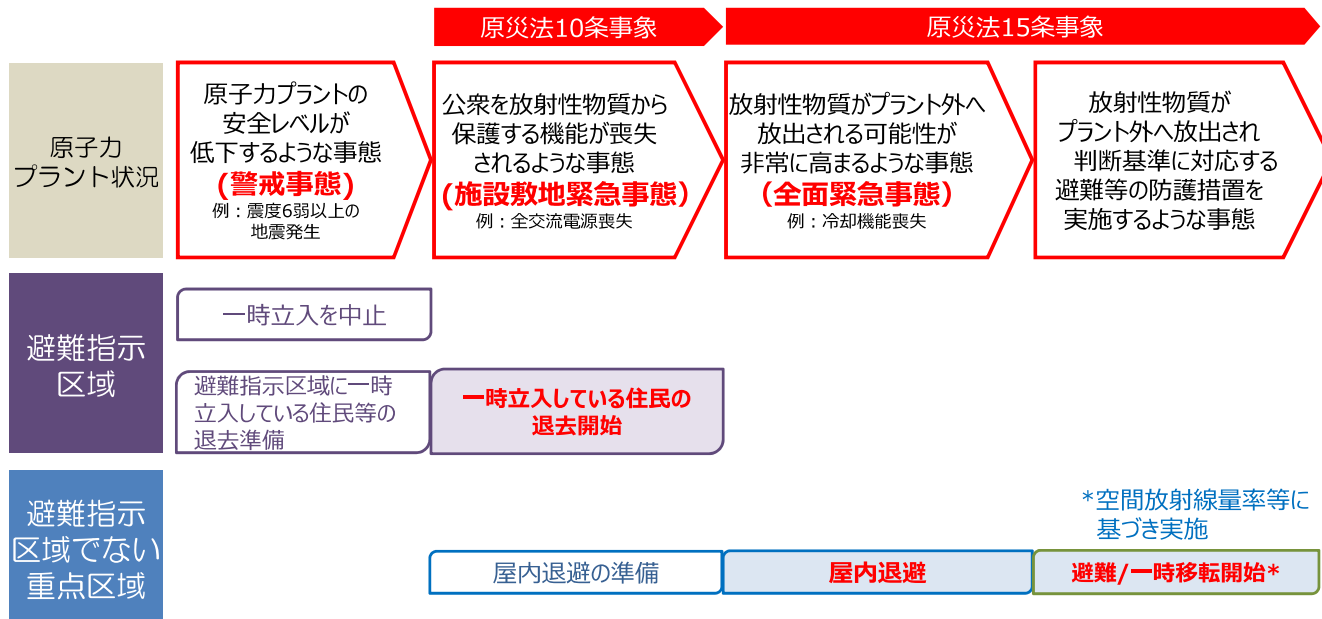 原災法10条事象
原災法15条事象
原子力
プラント状況
原子力プラントの
安全レベルが
低下するような事態
(警戒事態)
例：震度6弱以上の
地震発生
公衆を放射性物質から
保護する機能が喪失
されるような事態
(施設敷地緊急事態)
例：全交流電源喪失
放射性物質がプラント外へ
放出される可能性が
非常に高まるような事態
（全面緊急事態）
例：冷却機能喪失
放射性物質が
プラント外へ放出され
判断基準に対応する
避難等の防護措置を
実施するような事態
避難指示
区域
一時立入を中止
避難指示区域に一時
立入している住民等の
退去準備
一時立入している住民の
退去開始
避難指示
区域でない
重点区域
*空間放射線量率等に
基づき実施
屋内退避の準備
屋内退避
避難/一時移転開始*